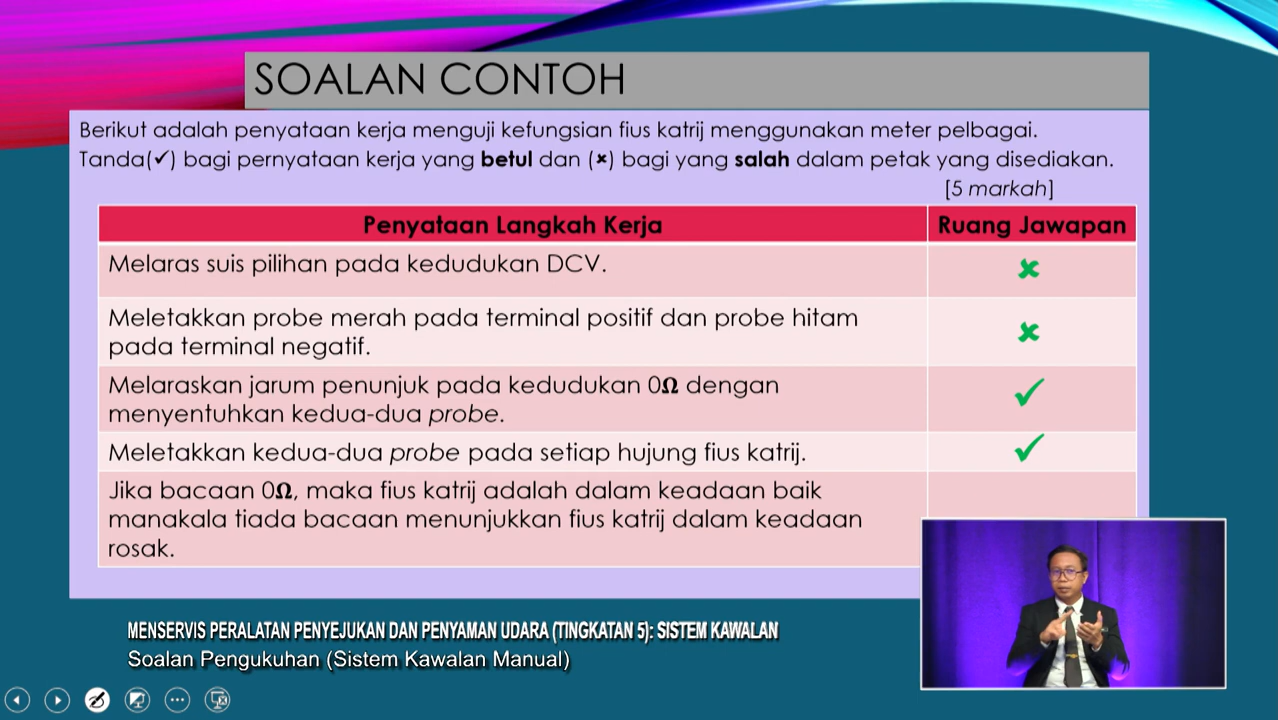 SOALAN CONTOH
Berikut adalah penyataan kerja menguji kefungsian fius katrij menggunakan meter pelbagai.
Tanda(✓) bagi pernyataan kerja yang betul dan (×) bagi yang salah dalam petak yang disediakan.
[5 markah]
Penyataan Langkah Kerja
Ruang Jawapan
Melaras suis pilihan pada kedudukan DCV.
×
Meletakkan probe merah pada terminal positif dan probe hitam
pada terminal negatif.
×
Melaraskan jarum penunjuk pada kedudukan 0Ω dengan
menyentuhkan kedua-dua probe.
✓
Meletakkan kedua-dua probe pada setiap hujung fius katrij.
✓
Jika bacaan 0Ω, maka fius katrij adalah dalam keadaan baik
manakala tiada bacaan menunjukkan fius katrij dalam keadaan
rosak.
MENSERVIS PERALATAN PENYEJUKAN DAN PENYAMAN UDARA (TINGKATAN 5): SISTEM KAWALAN
Soalan Pengukuhan (Sistem Kawalan Manual)